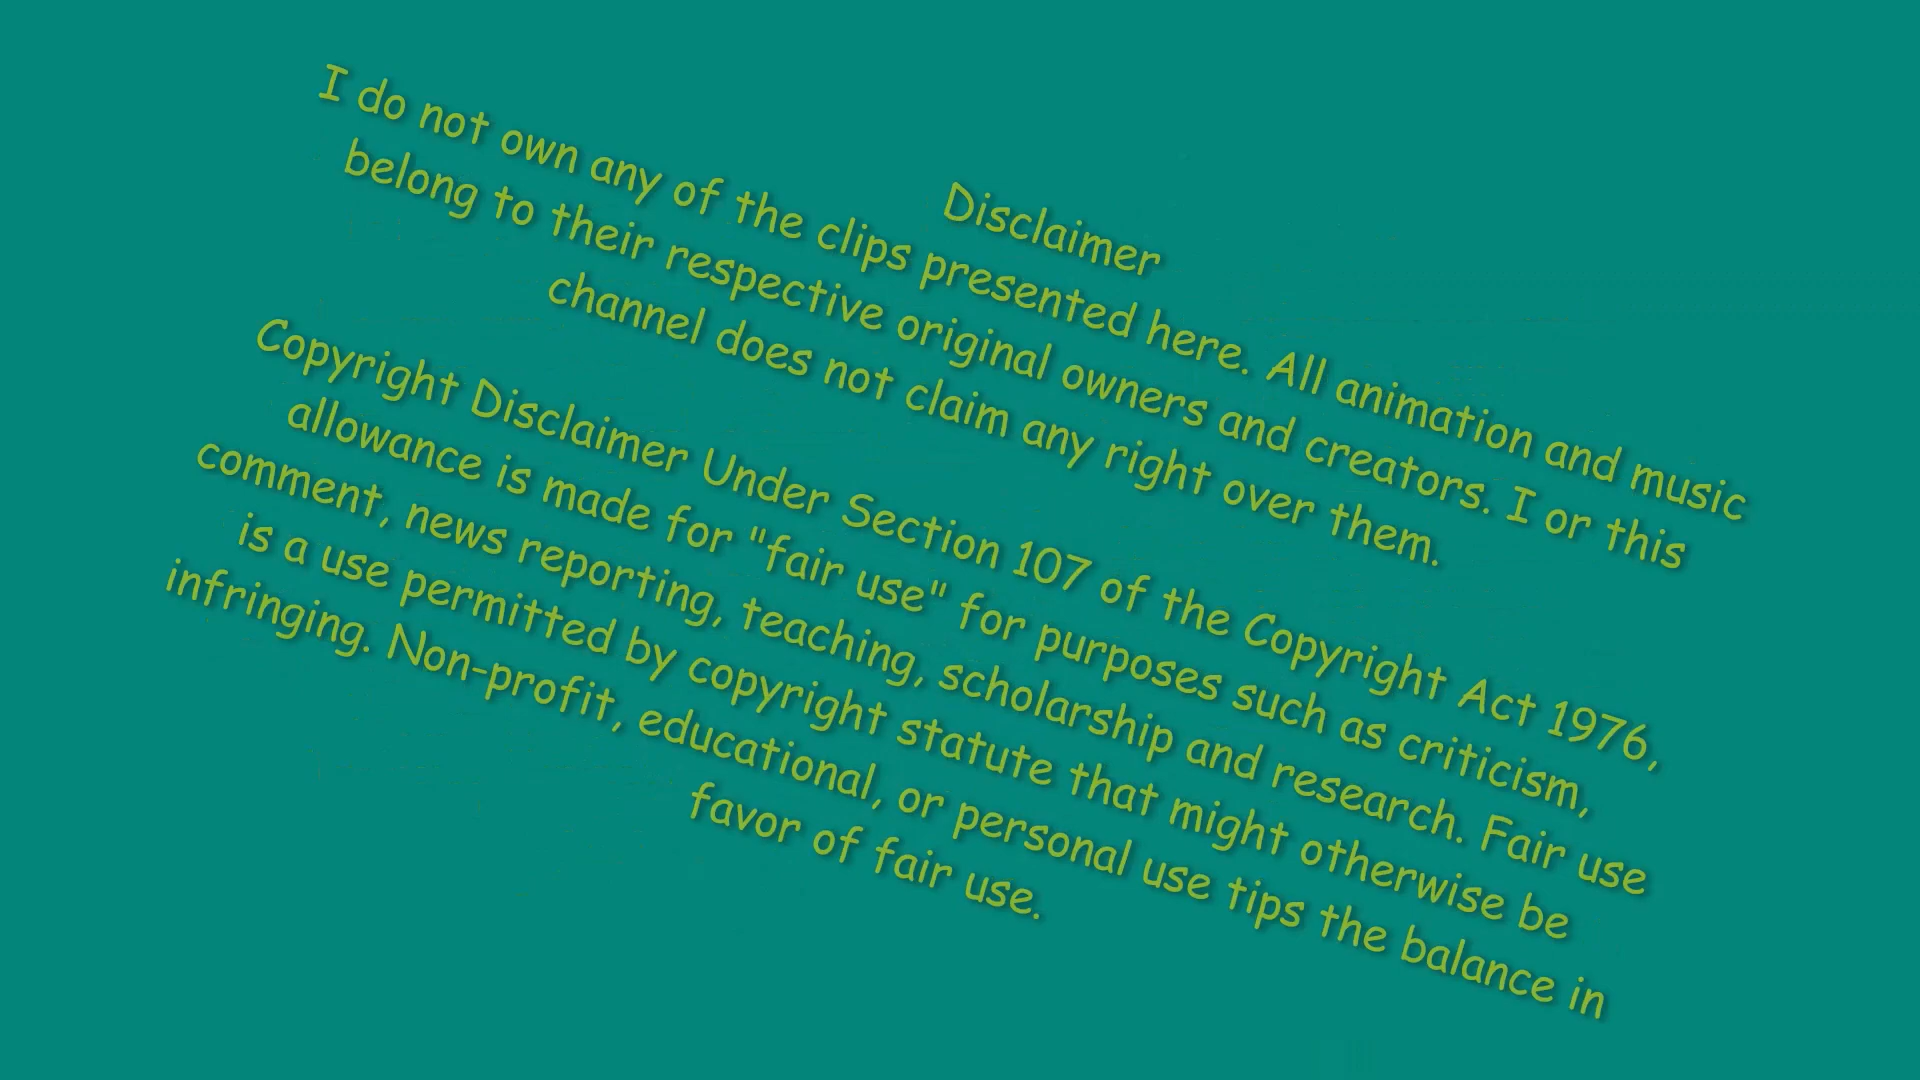 Disclaimer
I do not own any of the clips presented here. All animation and music
belong to their respective original owners and creators. I or this
channel does not claim any right over them.
Copyright Disclaimer Under Section 107 of the Copyright Act 1976,
allowance is made for "fair use" for purposes such as criticism,
comment, news reporting, teaching, scholarship and research. Fair use
is a use permitted by copyright statute that might otherwise be
infringing. Non-profit, educational, or personal use tips the balance in
favor of fair use.